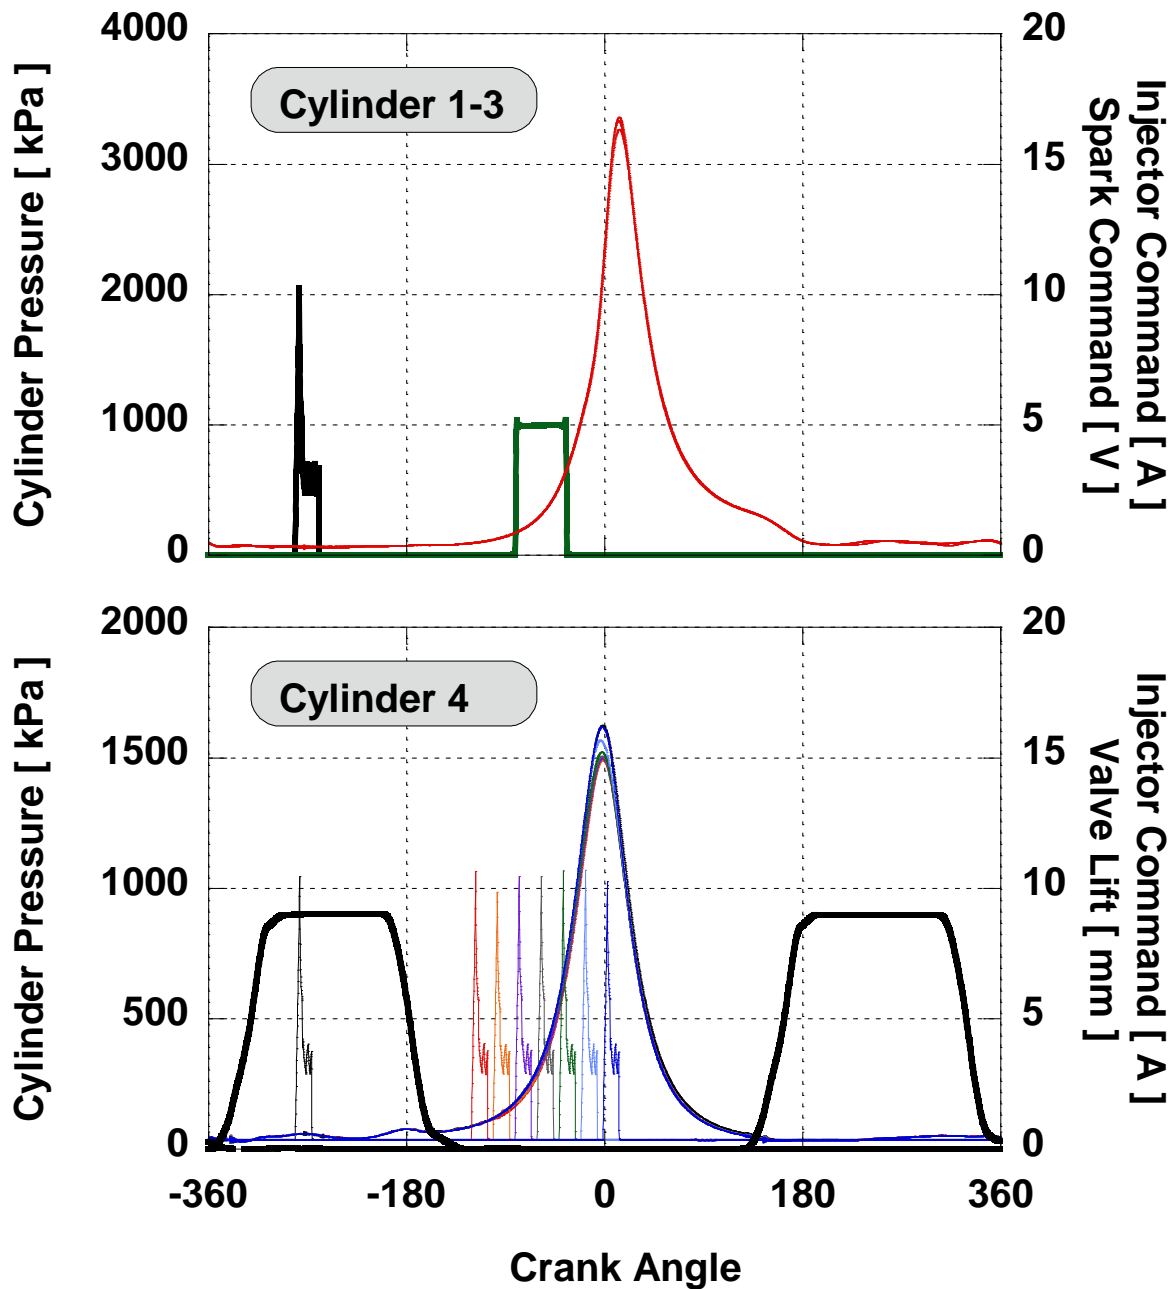 4000
3000
2000
1000
0
Cylinder Pressure [ kPa ]
Cylinder 1-3
20
15
10
5
0
Injector Command [ A ]
Spark Command [ V ]
2000
1500
1000
500
0
Cylinder Pressure [ kPa ]
Cylinder 4
20
15
10
5
0
Injector Command [ A ]
Valve Lift [ mm ]
-360 -180 0 180 360
Crank Angle